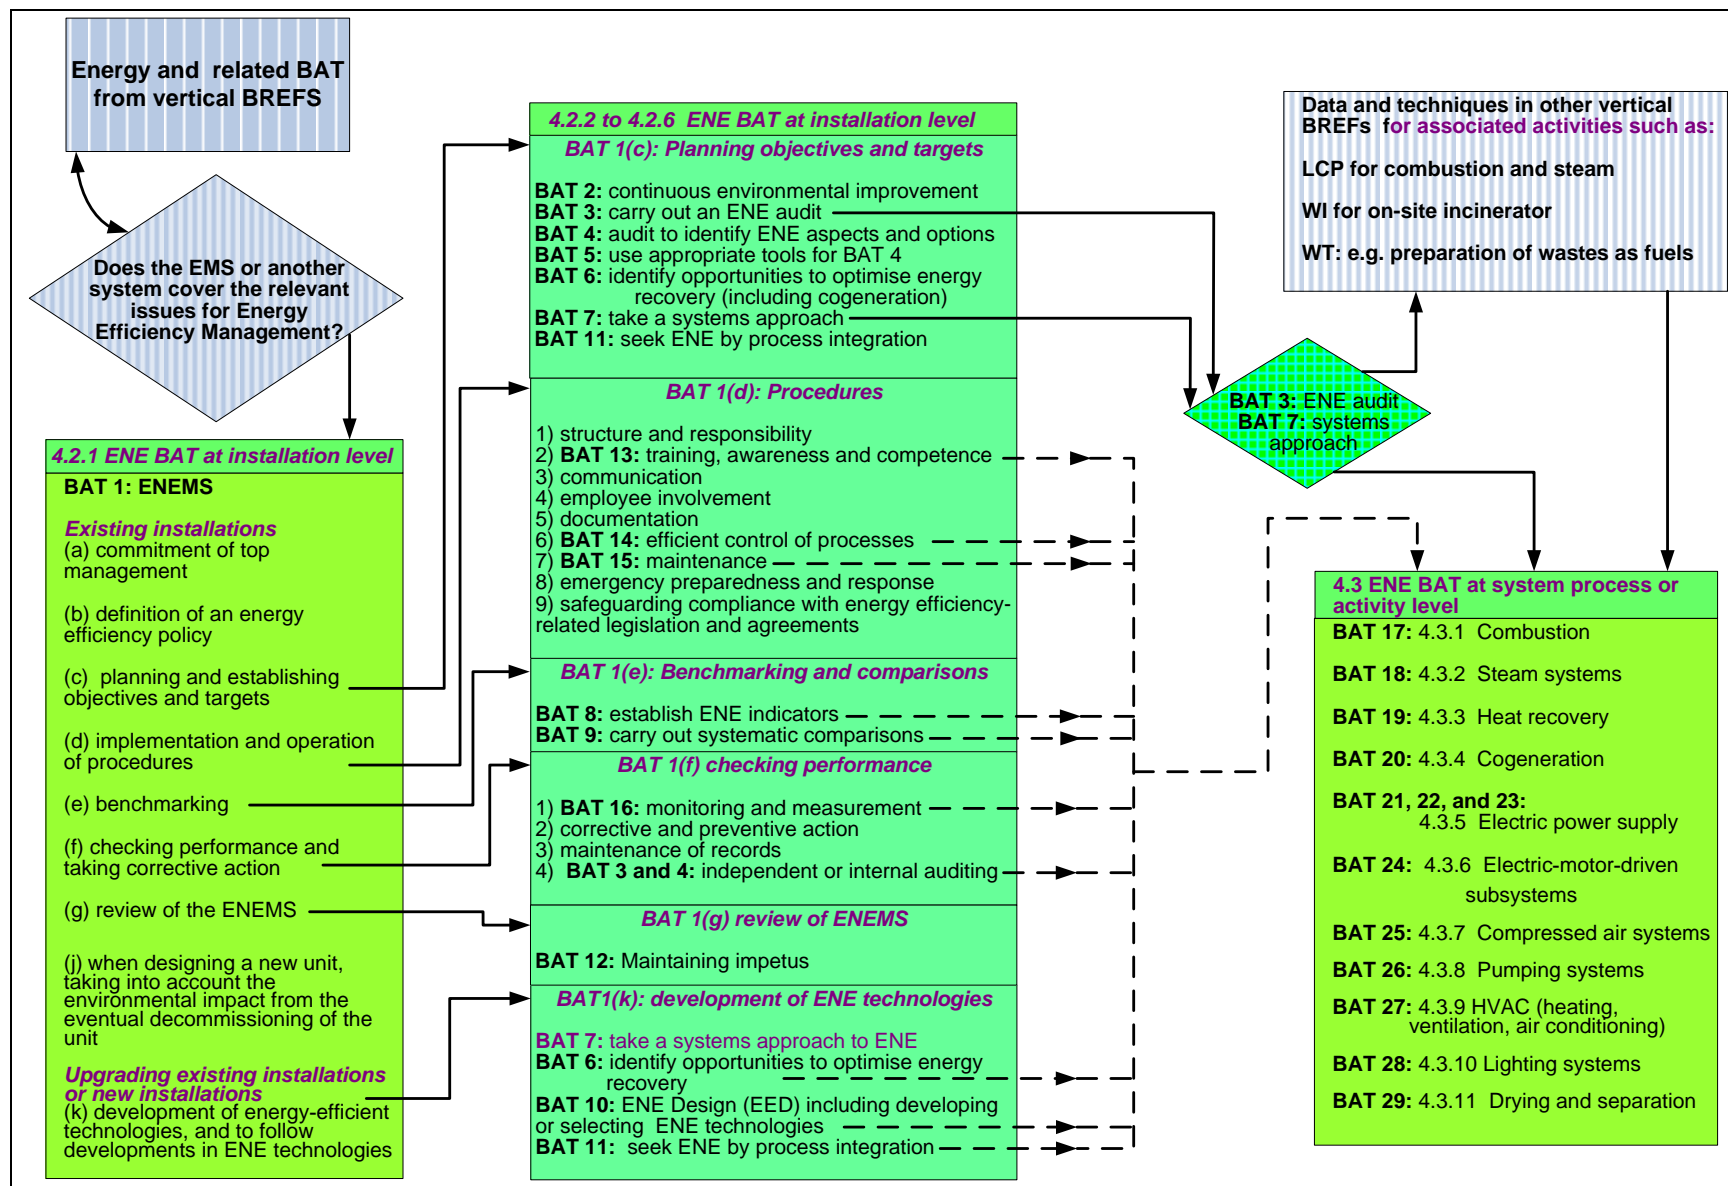 Energy and related BAT
from vertical BREFS
Does the EMS or another
system cover the relevant
issues for Energy
Efficiency Management?
4.2.1 ENE BAT at installation level
BAT 1: ENEMS
Existing installations
(a) commitment of top
management
(b) definition of an energy
efficiency policy
(c) planning and establishing
objectives and targets
(d) implementation and operation
of procedures
(e) benchmarking
(f) checking performance and
taking corrective action
(g) review of the ENEMS
(j) when designing a new unit,
taking into account the
environmental impact from the
eventual decommissioning of the
unit
Upgrading existing installations
or new installations
(k) development of energy-efficient
technologies, and to follow
developments in ENE technologies
4.2.2 to 4.2.6 ENE BAT at installation level
BAT 1(c): Planning objectives and targets
BAT 2: continuous environmental improvement
BAT 3: carry out an ENE audit
BAT 4: audit to identify ENE aspects and options
BAT 5: use appropriate tools for BAT 4
BAT 6: identify opportunities to optimise energy
recovery (including cogeneration)
BAT 7: take a systems approach
BAT 11: seek ENE by process integration
BAT 1(d): Procedures
1) structure and responsibility
2) BAT 13: training, awareness and competence
3) communication
4) employee involvement
5) documentation
6) BAT 14: efficient control of processes
7) BAT 15: maintenance
8) emergency preparedness and response
9) safeguarding compliance with energy efficiency-
related legislation and agreements
BAT 1(e): Benchmarking and comparisons
BAT 8: establish ENE indicators
BAT 9: carry out systematic comparisons
BAT 1(f) checking performance
1) BAT 16: monitoring and measurement
2) corrective and preventive action
3) maintenance of records
4) BAT 3 and 4: independent or internal auditing
BAT 1(g) review of ENEMS
BAT 12: Maintaining impetus
BAT1(k): development of ENE technologies
BAT 7: take a systems approach to ENE
BAT 6: identify opportunities to optimise energy
recovery
BAT 10: ENE Design (EED) including developing
or selecting ENE technologies
BAT 11: seek ENE by process integration
Data and techniques in other vertical
BREFs for associated activities such as:
LCP for combustion and steam
WI for on-site incinerator
WT: e.g. preparation of wastes as fuels
BAT 3: ENE audit
BAT 7: systems
approach
4.3 ENE BAT at system process or
activity level
BAT 17: 4.3.1 Combustion
BAT 18: 4.3.2 Steam systems
BAT 19: 4.3.3 Heat recovery
BAT 20: 4.3.4 Cogeneration
BAT 21, 22, and 23:
4.3.5 Electric power supply
BAT 24: 4.3.6 Electric-motor-driven
subsystems
BAT 25: 4.3.7 Compressed air systems
BAT 26: 4.3.8 Pumping systems
BAT 27: 4.3.9 HVAC (heating,
ventilation, air conditioning)
BAT 28: 4.3.10 Lighting systems
BAT 29: 4.3.11 Drying and separation